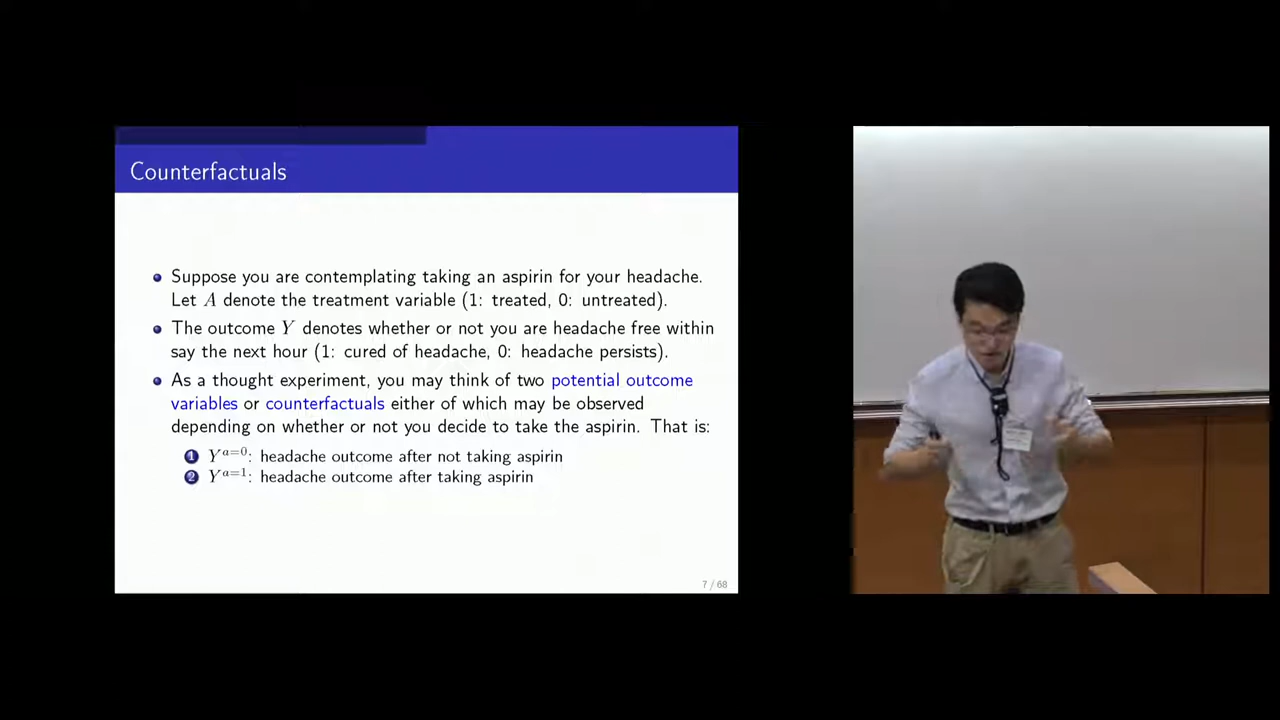 Counterfactuals
Suppose you are contemplating taking an aspirin for your headache.
Let A denote the treatment variable (1: treated, 0: untreated).
The outcome Y denotes whether or not you are headache free within
say the next hour (1: cured of headache, 0: headache persists).
As a thought experiment, you may think of two potential outcome
variables or counterfactuals either of which may be observed
depending on whether or not you decide to take the aspirin. That is:
1 Y^{a=0}: headache outcome after not taking aspirin
2 Y^{a=1}: headache outcome after taking aspirin
7 / 68